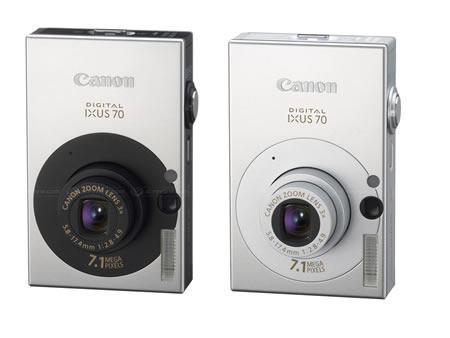 Canon
DIGITAL
IXUS 70
CANON ZOOM LENS 3x
5.8-17.4mm 1:2.8-4.9
7.1 MEGA PIXELS
Canon
DIGITAL
IXUS 70
CANON ZOOM LENS 3x
5.8-17.4mm 1:2.8-4.9
7.1 MEGA PIXELS